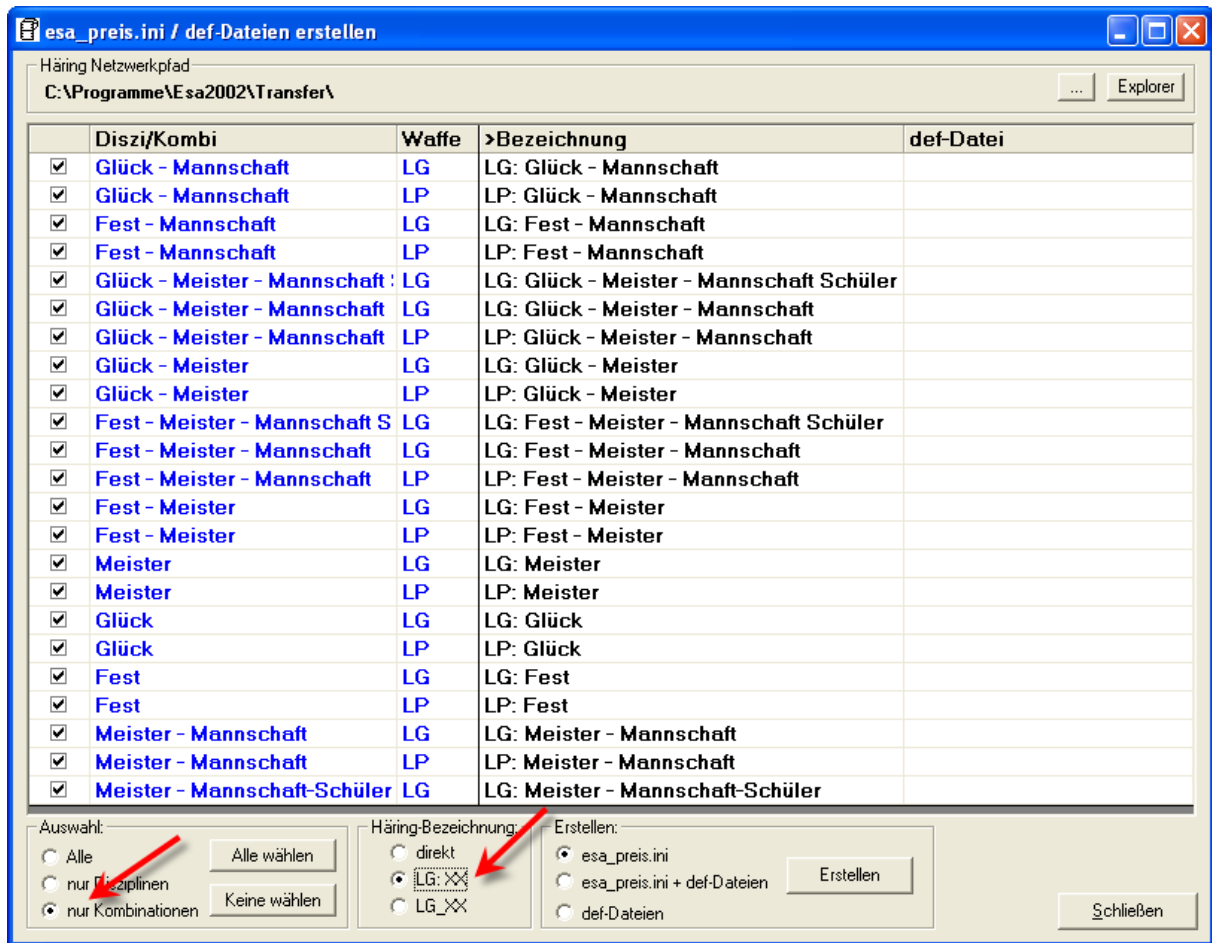 esa_preis.ini / def-Dateien erstellen
Häring Netzwerkpfad
C:\Programme\Esa2002\Transfer\ ... Explorer
Diszi/Kombi Waffe >Bezeichnung def-Datei
Glück - Mannschaft LG LG: Glück - Mannschaft
Glück - Mannschaft LP LP: Glück - Mannschaft
Fest - Mannschaft LG LG: Fest - Mannschaft
Fest - Mannschaft LP LP: Fest - Mannschaft
Glück - Meister - Mannschaft LG LG: Glück - Meister - Mannschaft Schüler
Glück - Meister - Mannschaft LG LG: Glück - Meister - Mannschaft
Glück - Meister - Mannschaft LP LP: Glück - Meister - Mannschaft
Glück - Meister LG LG: Glück - Meister
Glück - Meister LP LP: Glück - Meister
Fest - Meister - Mannschaft S LG LG: Fest - Meister - Mannschaft Schüler
Fest - Meister - Mannschaft LG LG: Fest - Meister - Mannschaft
Fest - Meister - Mannschaft LP LP: Fest - Meister - Mannschaft
Fest - Meister LG LG: Fest - Meister
Fest - Meister LP LP: Fest - Meister
Meister LG LG: Meister
Meister LP LP: Meister
Glück LG LG: Glück
Glück LP LP: Glück
Fest LG LG: Fest
Fest LP LP: Fest
Meister - Mannschaft LG LG: Meister - Mannschaft
Meister - Mannschaft LP LP: Meister - Mannschaft
Meister - Mannschaft-Schüler LG LG: Meister - Mannschaft-Schüler
Auswahl:
Alle
nur Disziplinen
nur Kombinationen
Alle wählen
Keine wählen
Häring-Bezeichnung:
direkt
LG: XX
LG_XX
Erstellen:
esa_preis.ini
esa_preis.ini + def-Dateien
def-Dateien
Erstellen
Schließen